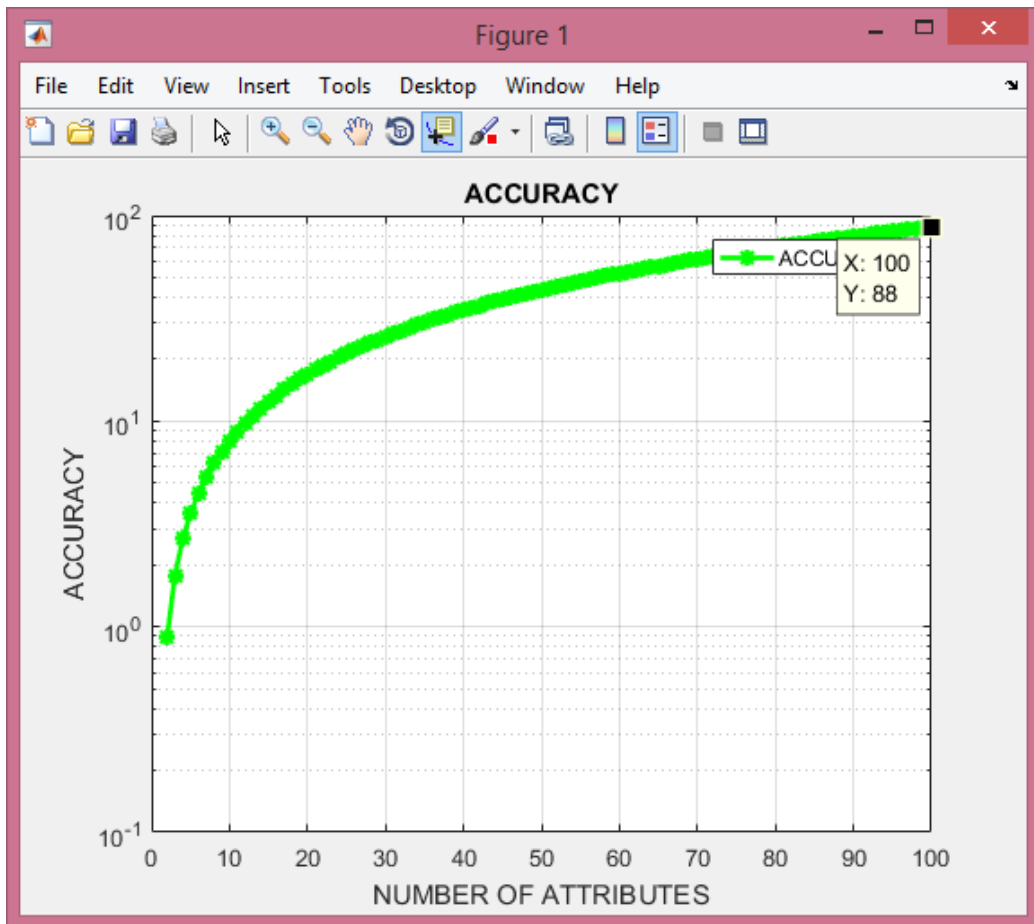 Figure 1
File Edit View Insert Tools Desktop Window Help
ACCURACY
10^2
10^1
10^0
10^-1
ACCURACY
ACCU
X: 100
Y: 88
0 10 20 30 40 50 60 70 80 90 100
NUMBER OF ATTRIBUTES